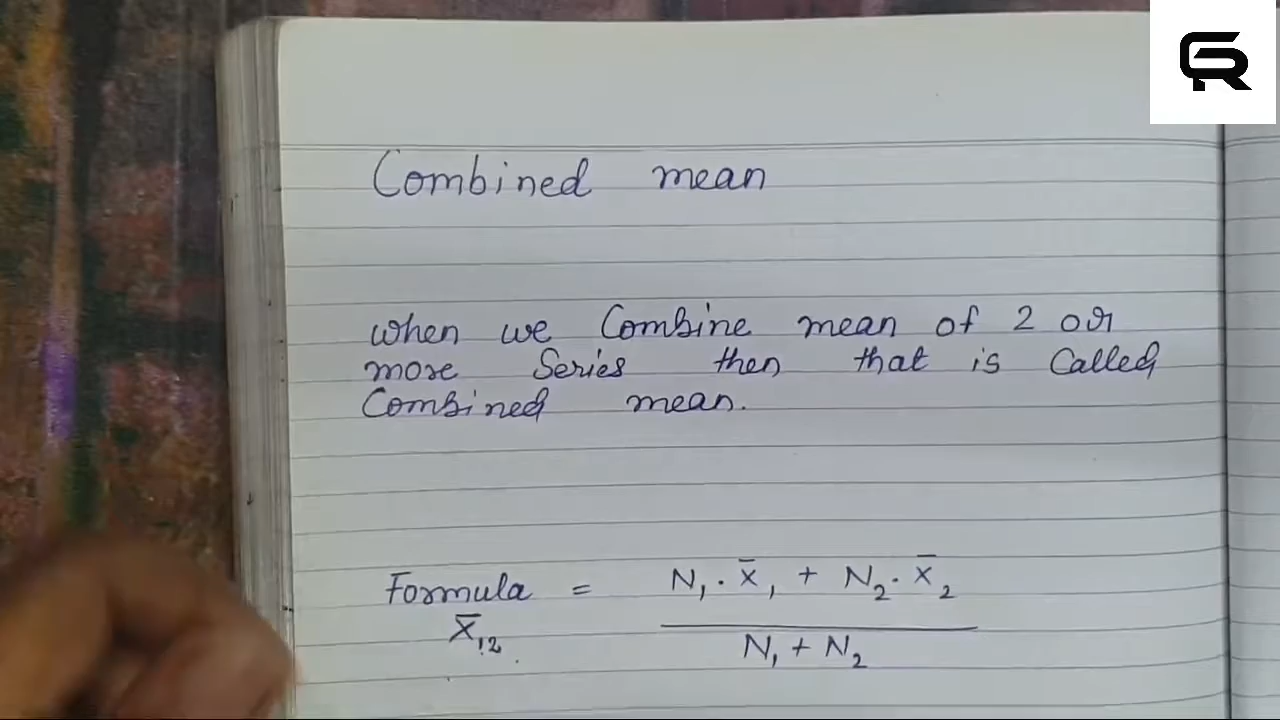 GR
Combined mean
when we Combine mean of 2 or
more Series then that is Called
Combined mean.
Formula = N₁ . x̄₁ + N₂ . x̄₂
x̄₁₂
N₁ + N₂